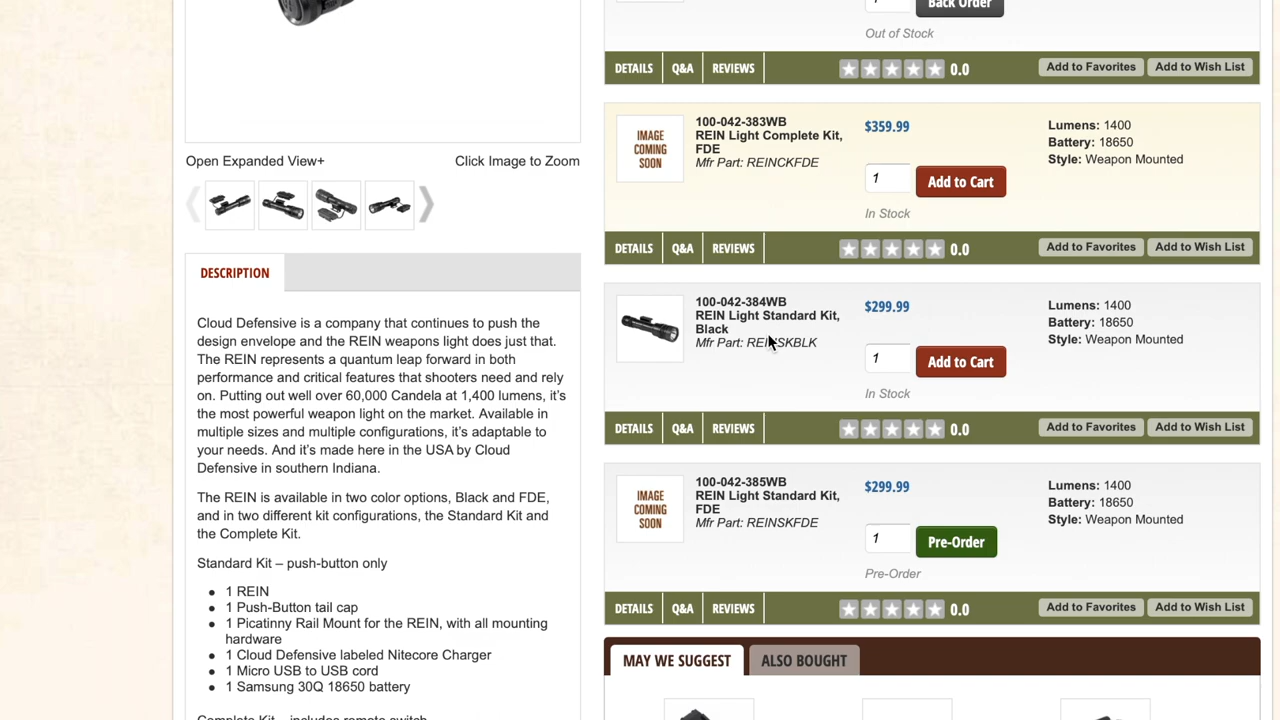 Back Order
Out of Stock
DETAILS Q&A REVIEWS 0.0 Add to Favorites Add to Wish List
IMAGE COMING SOON
100-042-383WB
REIN Light Complete Kit,
FDE
Mfr Part: REINCKFDE
$359.99
1 Add to Cart
In Stock
Lumens: 1400
Battery: 18650
Style: Weapon Mounted
DETAILS Q&A REVIEWS 0.0 Add to Favorites Add to Wish List
100-042-384WB
REIN Light Standard Kit,
Black
Mfr Part: REINSKBLK
$299.99
1 Add to Cart
In Stock
Lumens: 1400
Battery: 18650
Style: Weapon Mounted
DETAILS Q&A REVIEWS 0.0 Add to Favorites Add to Wish List
IMAGE COMING SOON
100-042-385WB
REIN Light Standard Kit,
FDE
Mfr Part: REINSKFDE
$299.99
1 Pre-Order
Pre-Order
Lumens: 1400
Battery: 18650
Style: Weapon Mounted
DETAILS Q&A REVIEWS 0.0 Add to Favorites Add to Wish List
MAY WE SUGGEST ALSO BOUGHT
Open Expanded View+ Click Image to Zoom
DESCRIPTION
Cloud Defensive is a company that continues to push the
design envelope and the REIN weapons light does just that.
The REIN represents a quantum leap forward in both
performance and critical features that shooters need and rely
on. Putting out well over 60,000 Candela at 1,400 lumens, it's
the most powerful weapon light on the market. Available in
multiple sizes and multiple configurations, it's adaptable to
your needs. And it's made here in the USA by Cloud
Defensive in southern Indiana.
The REIN is available in two color options, Black and FDE,
and in two different kit configurations, the Standard Kit and
the Complete Kit.
Standard Kit – push-button only
1 REIN
1 Push-Button tail cap
1 Picatinny Rail Mount for the REIN, with all mounting
hardware
1 Cloud Defensive labeled Nitecore Charger
1 Micro USB to USB cord
1 Samsung 30Q 18650 battery
Complete Kit – includes remote switch